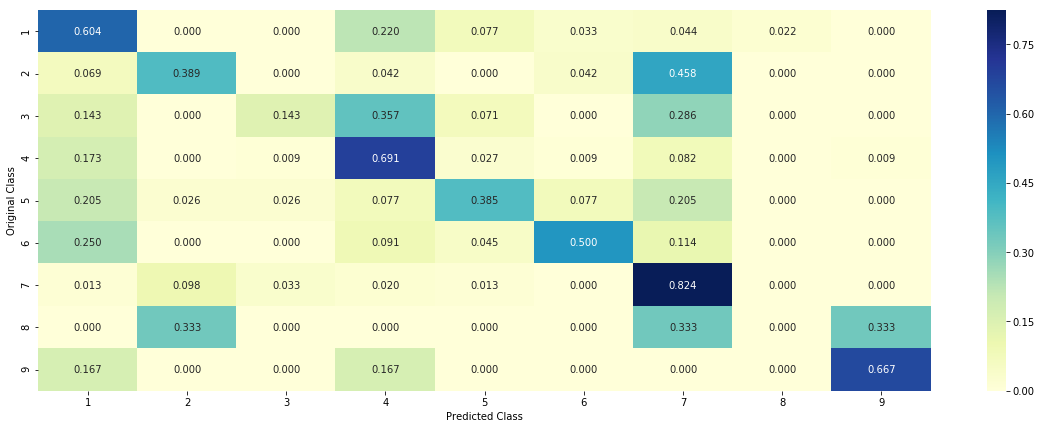 1 0.604 0.000 0.000 0.220 0.077 0.033 0.044 0.022 0.000
2 0.069 0.389 0.000 0.042 0.000 0.042 0.458 0.000 0.000
3 0.143 0.000 0.143 0.357 0.071 0.000 0.286 0.000 0.000
4 0.173 0.000 0.009 0.691 0.027 0.009 0.082 0.000 0.009
5 0.205 0.026 0.026 0.077 0.385 0.077 0.205 0.000 0.000
6 0.250 0.000 0.000 0.091 0.045 0.500 0.114 0.000 0.000
7 0.013 0.098 0.033 0.020 0.013 0.000 0.824 0.000 0.000
8 0.000 0.333 0.000 0.000 0.000 0.000 0.333 0.000 0.333
9 0.167 0.000 0.000 0.167 0.000 0.000 0.000 0.000 0.667
1 2 3 4 5 6 7 8 9
Predicted Class
Original Class
0.75
0.60
0.45
0.30
0.15
0.00